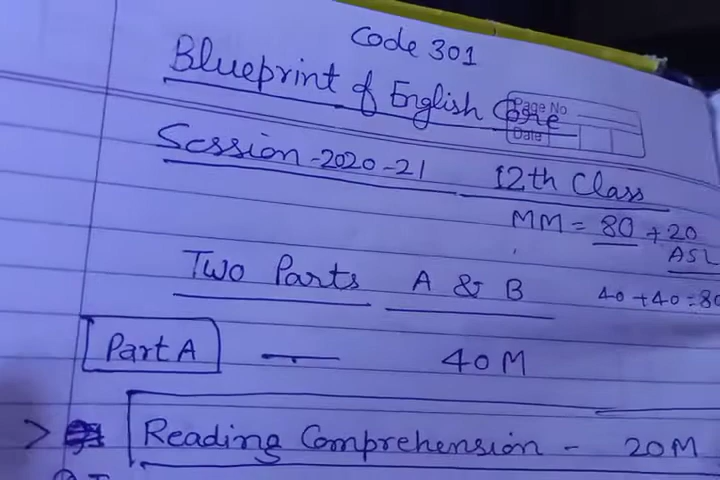 Code 301
Blueprint of English Core
Page No
Date
Session-2020-21 12th Class
MM = 80 + 20
ASL
Two Parts A & B 40+40=80
Part A — 40M
> Reading Comprehension - 20M